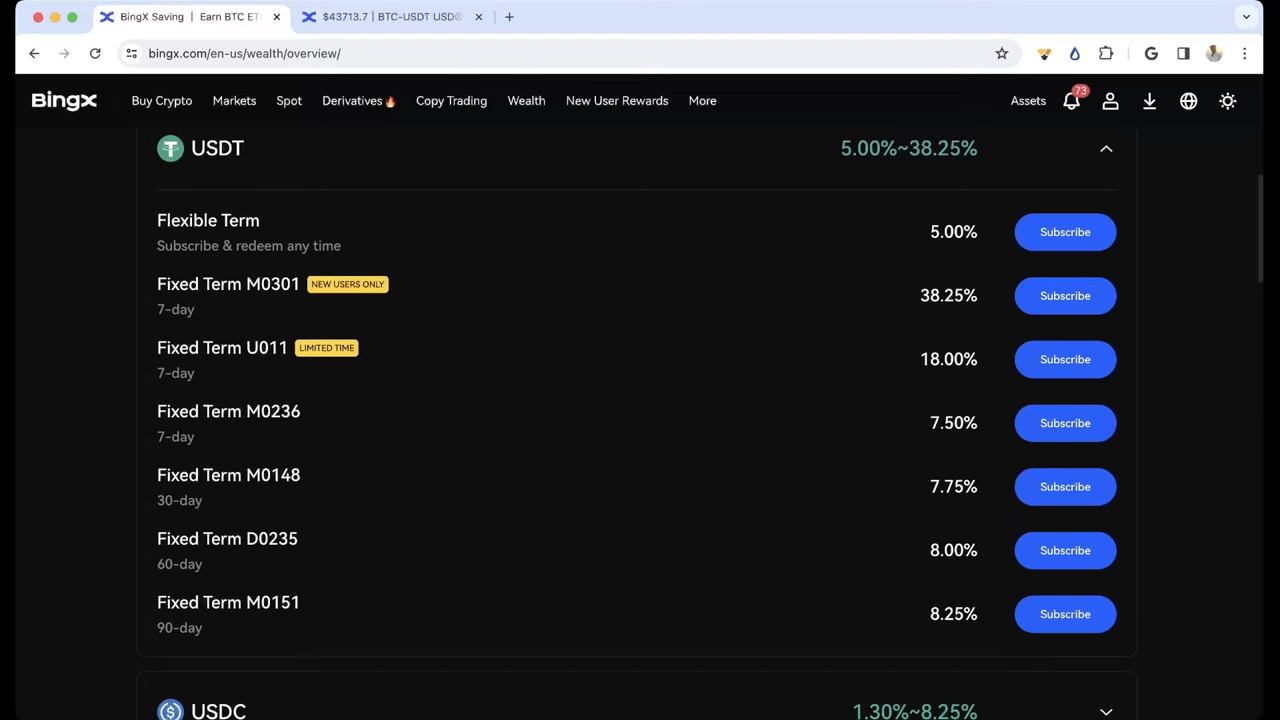 BingX Saving | Earn BTC ET
$43713.7 | BTC-USDT USD
bingx.com/en-us/wealth/overview/
BingX
Buy Crypto
Markets
Spot
Derivatives
Copy Trading
Wealth
New User Rewards
More
Assets
73
USDT
5.00%~38.25%
Flexible Term
Subscribe & redeem any time
5.00%
Subscribe
Fixed Term M0301 NEW USERS ONLY
7-day
38.25%
Subscribe
Fixed Term U011 LIMITED TIME
7-day
18.00%
Subscribe
Fixed Term M0236
7-day
7.50%
Subscribe
Fixed Term M0148
30-day
7.75%
Subscribe
Fixed Term D0235
60-day
8.00%
Subscribe
Fixed Term M0151
90-day
8.25%
Subscribe
USDC
1.30%~8.25%